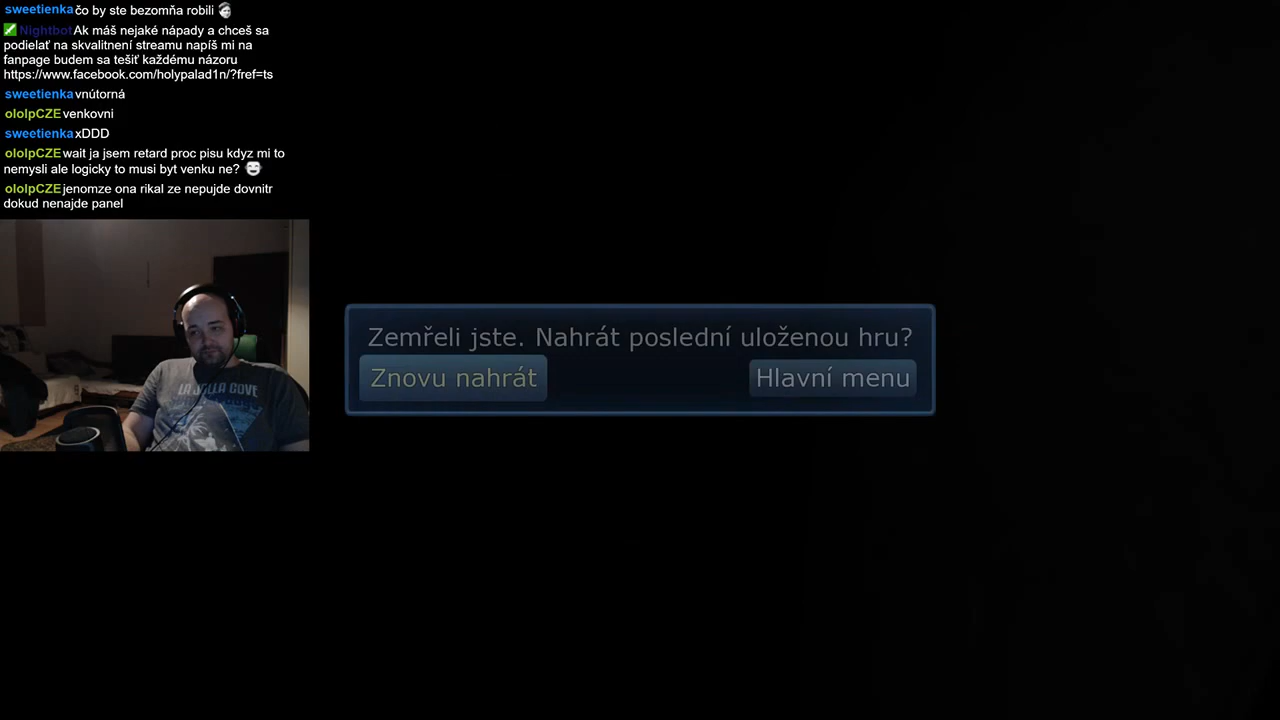 sweetienka čo by ste bezomňa robili
Nightbot Ak máš nejaké nápady a chceš sa
podielať na skvalitnení streamu napíš mi na
fanpage budem sa tešiť každému názoru
https://www.facebook.com/holypalad1n/?fref=ts
sweetienka vnútorná
ololpCZE venkovni
sweetienka xDDD
ololpCZE wait ja jsem retard proc pisu kdyz mi to
nemysli ale logicky to musi byt venku ne?
ololpCZE jenomze ona rikal ze nepujde dovnitr
dokud nenajde panel
LA JOLLA COVE
Zemřeli jste. Nahrát poslední uloženou hru?
Znovu nahrát
Hlavní menu